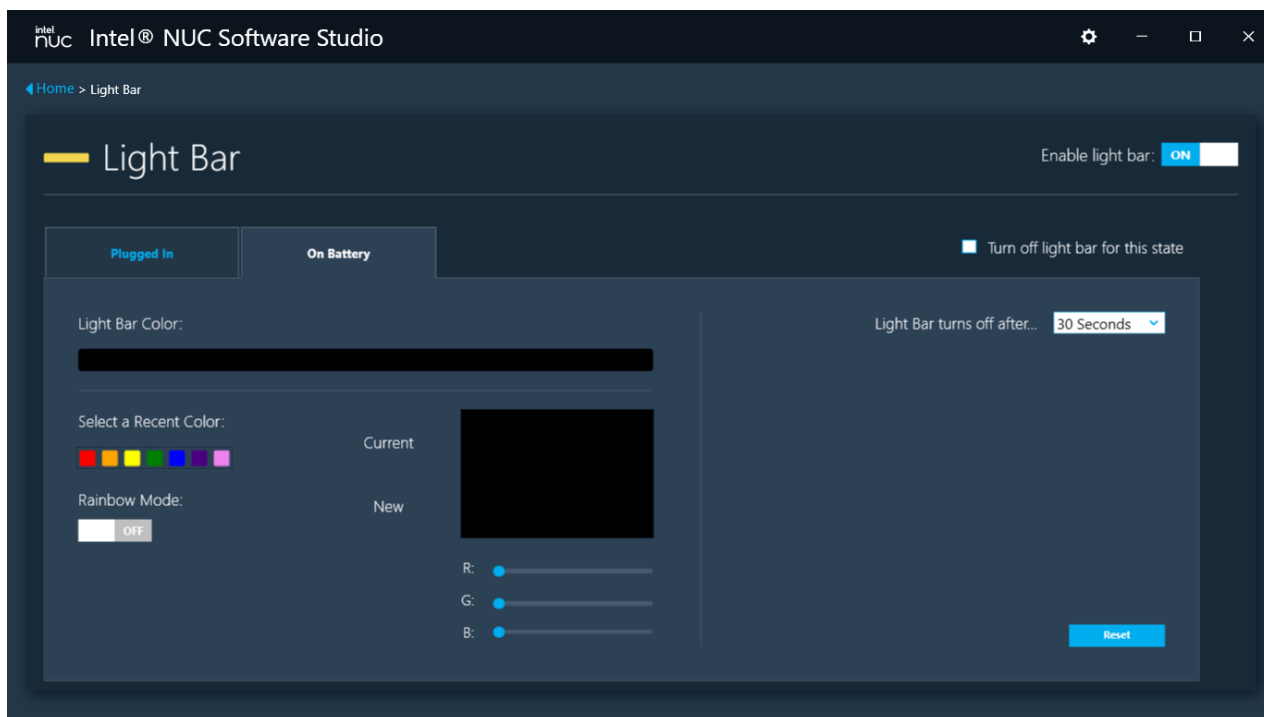 intel nuc Intel® NUC Software Studio
Home > Light Bar
Light Bar
Enable light bar: ON
Plugged In
On Battery
Turn off light bar for this state
Light Bar Color:
Light Bar turns off after... 30 Seconds
Select a Recent Color:
Current
Rainbow Mode:
New
OFF
R:
G:
B:
Reset